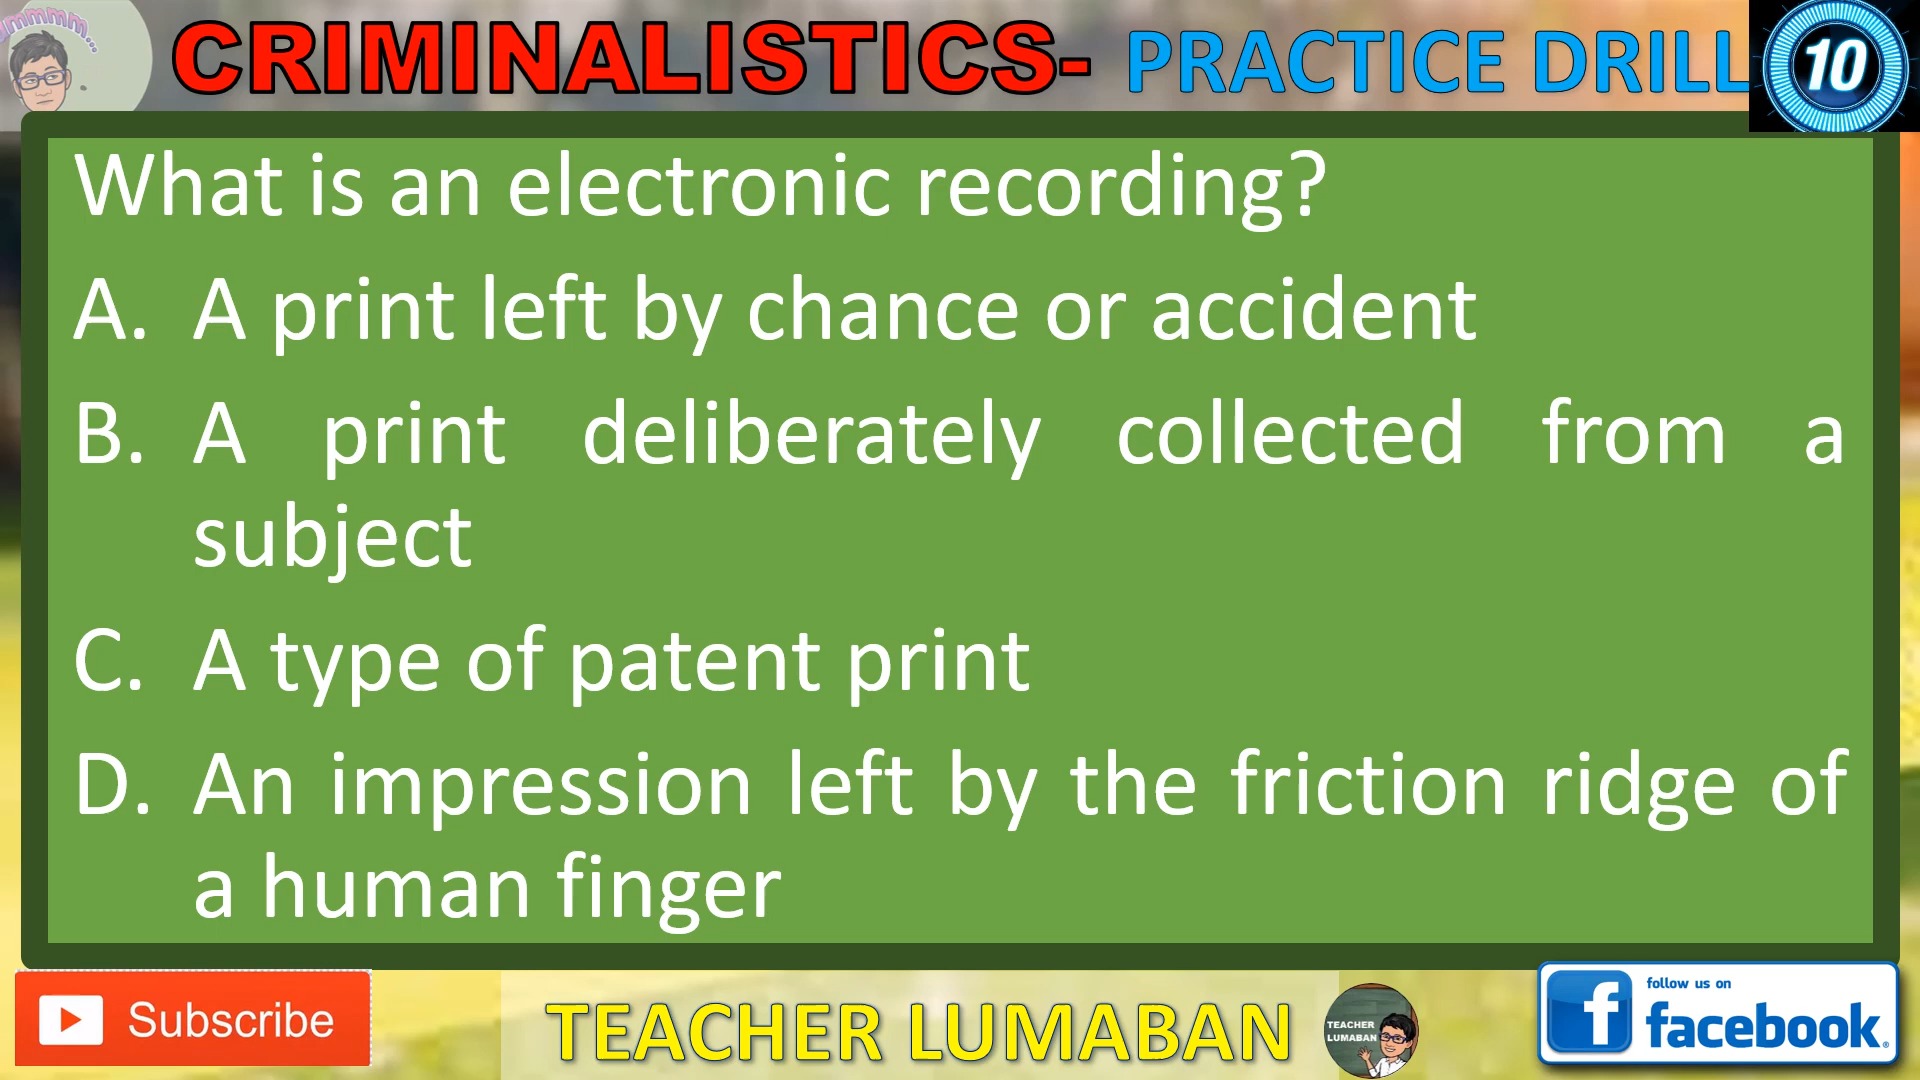 ummmm...
CRIMINALISTICS- PRACTICE DRILL
10
What is an electronic recording?
A. A print left by chance or accident
B. A print deliberately collected from a
subject
C. A type of patent print
D. An impression left by the friction ridge of
a human finger
Subscribe
TEACHER LUMABAN
TEACHER
LUMABAN
follow us on
facebook.